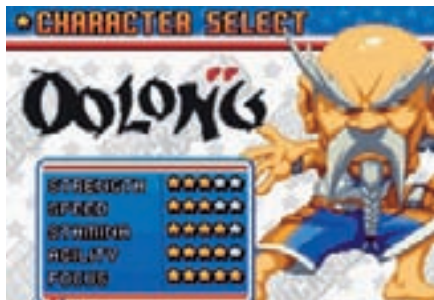 CHARACTER SELECT
OOLONG
STRENGTH
SPEED
STAMINA
AGILITY
FOCUS